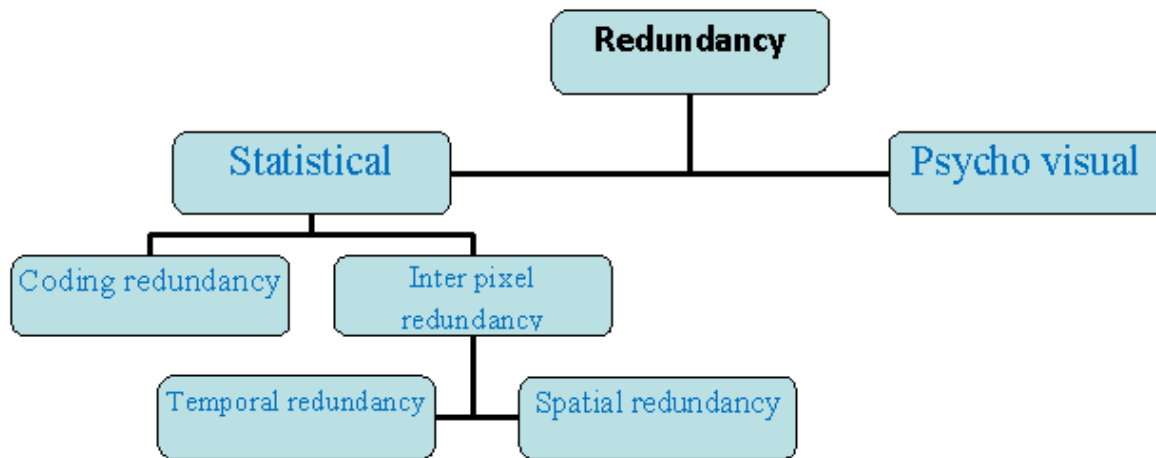 Redundancy
Statistical
Psycho visual
Coding redundancy
Inter pixel
redundancy
Temporal redundancy
Spatial redundancy